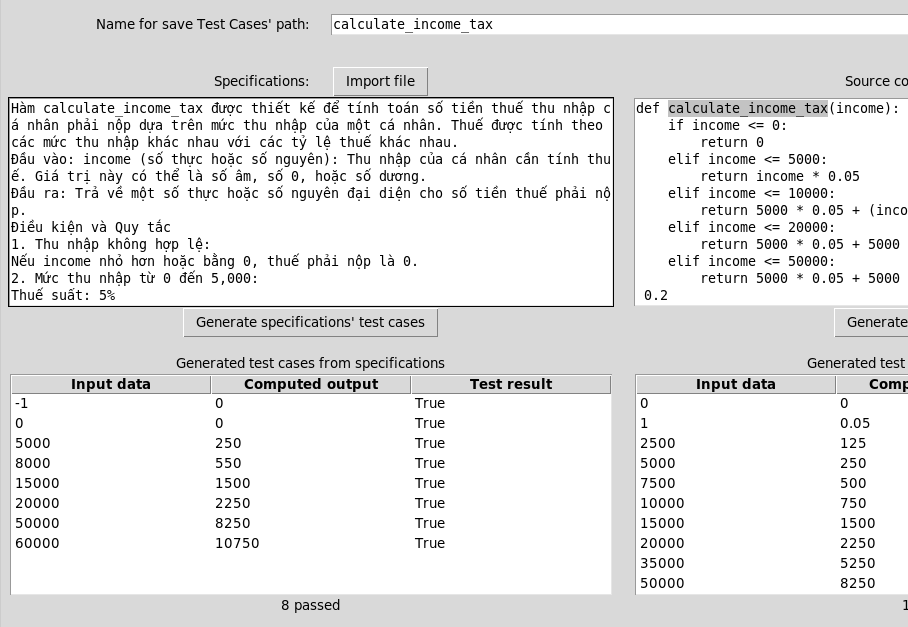 Name for save Test Cases' path: calculate_income_tax
Specifications: Import file
Hàm calculate_income_tax được thiết kế để tính toán số tiền thuế thu nhập c
á nhân phải nộp dựa trên mức thu nhập của một cá nhân. Thuế được tính theo
các mức thu nhập khác nhau với các tỷ lệ thuế khác nhau.
Đầu vào: income (số thực hoặc số nguyên): Thu nhập của cá nhân cần tính thu
ế. Giá trị này có thể là số âm, số 0, hoặc số dương.
Đầu ra: Trả về một số thực hoặc số nguyên đại diện cho số tiền thuế phải nộ
p.
Điều kiện và Quy tắc
1. Thu nhập không hợp lệ:
Nếu income nhỏ hơn hoặc bằng 0, thuế phải nộp là 0.
2. Mức thu nhập từ 0 đến 5,000:
Thuế suất: 5%
Generate specifications' test cases
Generated test cases from specifications
Input data Computed output Test result
-1 0 True
0 0 True
5000 250 True
8000 550 True
15000 1500 True
20000 2250 True
50000 8250 True
60000 10750 True
8 passed
Source co
def calculate_income_tax(income):
    if income <= 0:
        return 0
    elif income <= 5000:
        return income * 0.05
    elif income <= 10000:
        return 5000 * 0.05 + (inco
    elif income <= 20000:
        return 5000 * 0.05 + 5000
    elif income <= 50000:
        return 5000 * 0.05 + 5000
 0.2
Generate
Generated test
Input data Comp
0 0
1 0.05
2500 125
5000 250
7500 500
10000 750
15000 1500
20000 2250
35000 5250
50000 8250
1